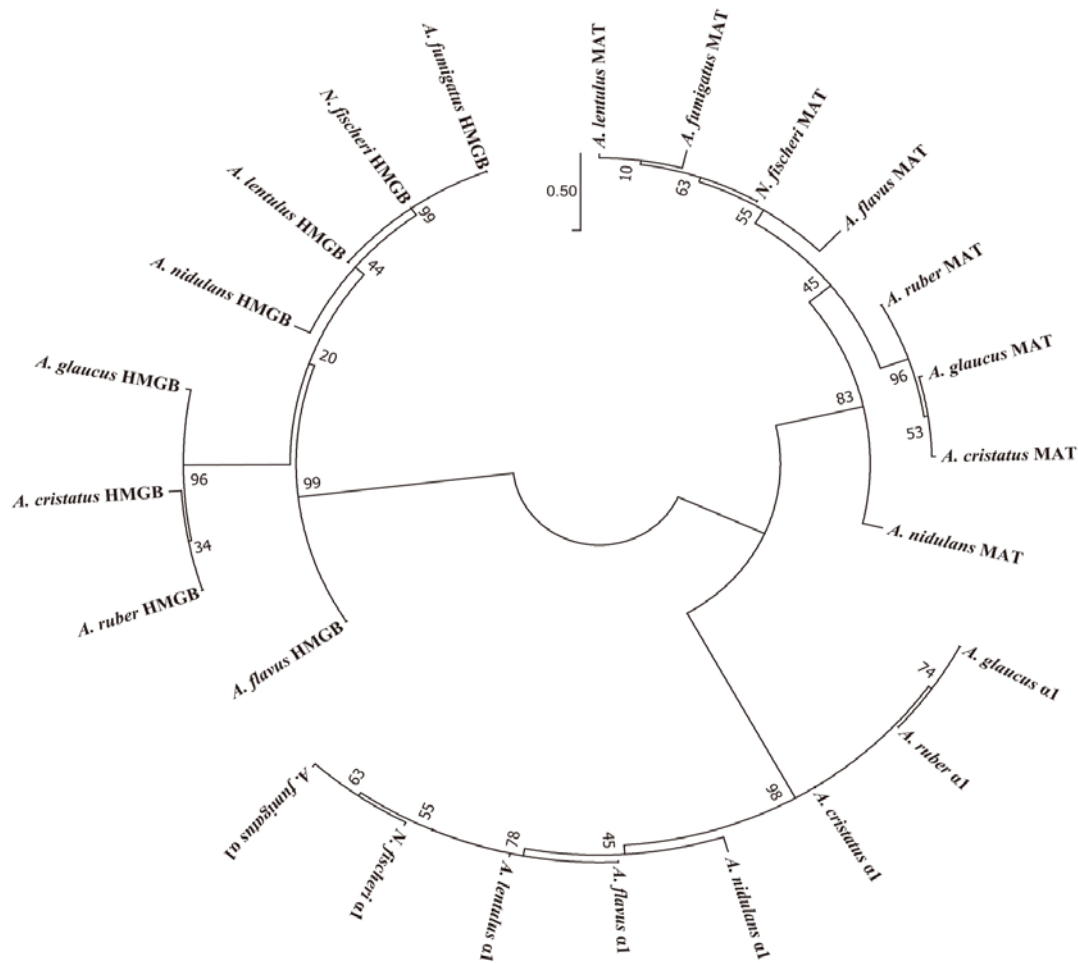 A. fumigatus HMGB
A. lentulus MAT
A. fumigatus MAT
N. fischeri HMGB
N. fischeri MAT
A. lentulus HMGB
A. flavus MAT
0.50
10
63
55
99
A. nidulans HMGB
44
45
A. ruber MAT
20
A. glaucus HMGB
A. glaucus MAT
96
83
53
A. cristatus MAT
96
99
A. cristatus HMGB
34
A. nidulans MAT
A. ruber HMGB
A. flavus HMGB
A. glaucus α1
74
A. ruber α1
98
A. cristatus α1
63
55
78
45
A. fumigatus α1
N. fischeri α1
A. lentulus α1
A. flavus α1
A. nidulans α1